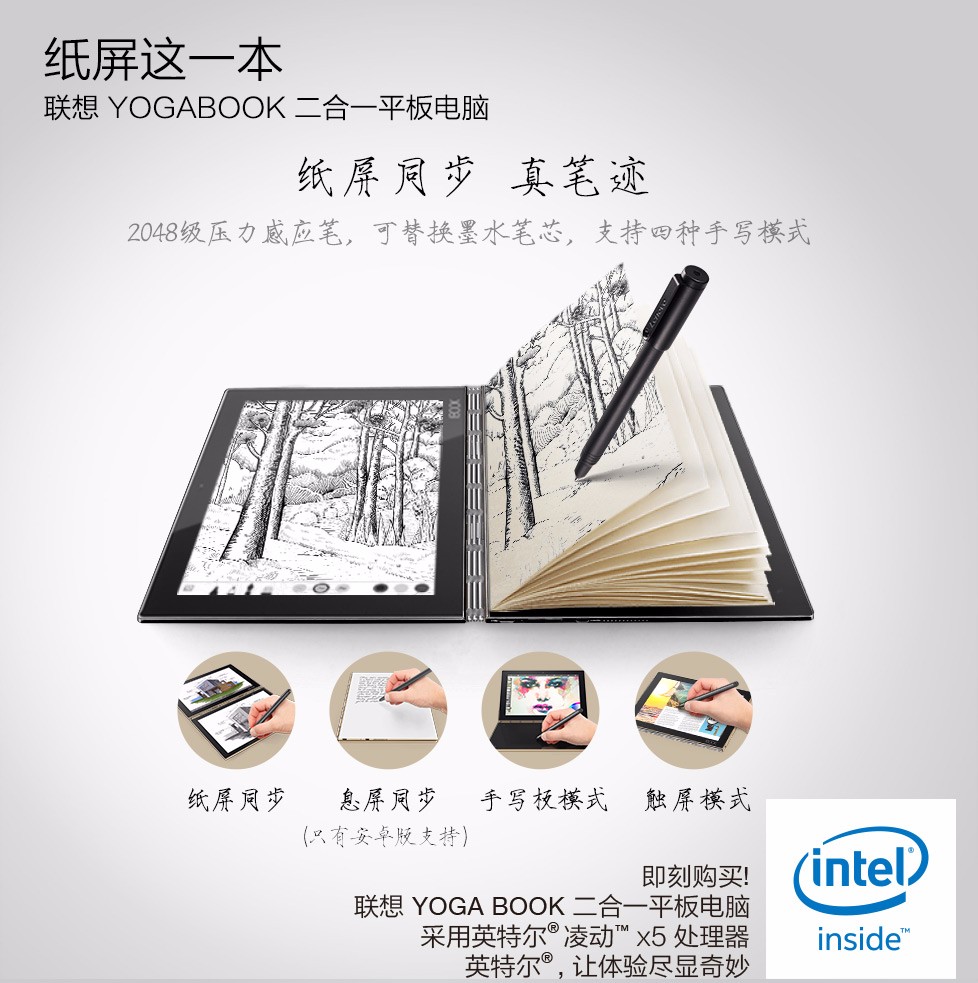 纸屏这一本
联想 YOGABOOK 二合一平板电脑
纸屏同步 真笔迹
2048级压力感应笔，可替换墨水笔芯，支持四种手写模式
Lenovo
BOOK
纸屏同步
息屏同步
(只有安卓版支持)
手写板模式
触屏模式
即刻购买!
联想 YOGA BOOK 二合一平板电脑
采用英特尔® 凌动™ x5 处理器
英特尔®, 让体验尽显奇妙
intel®
inside™